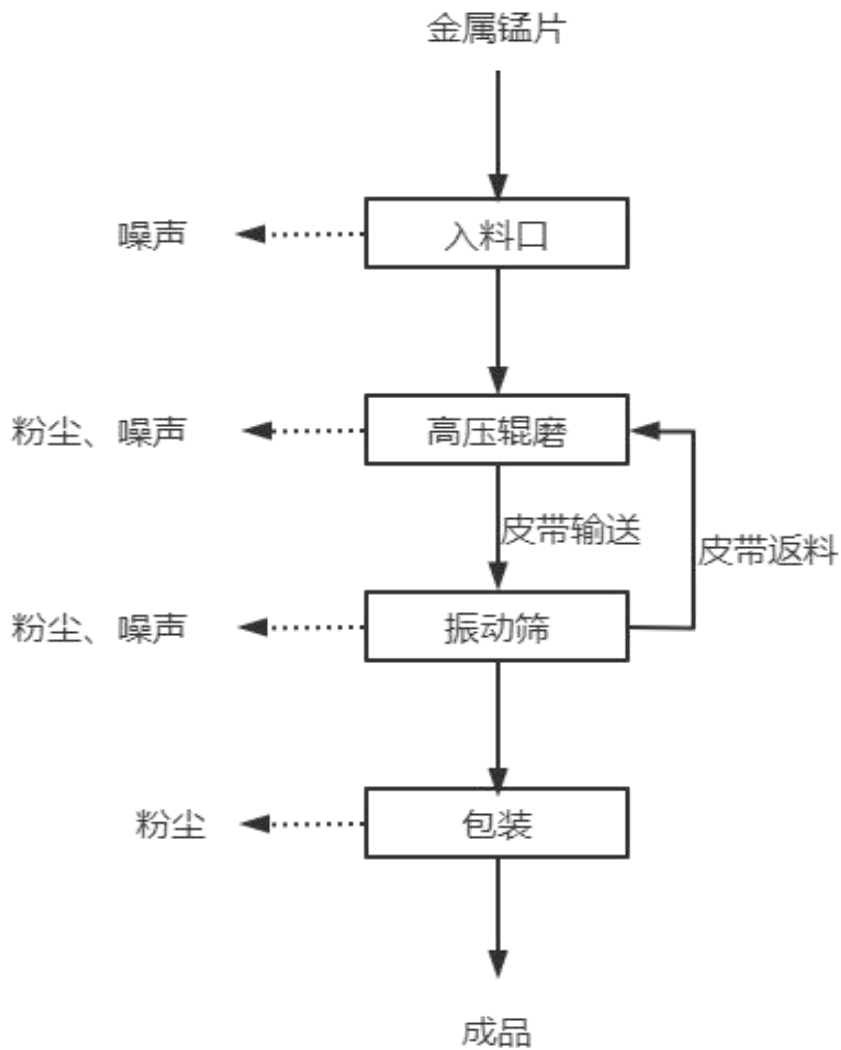 金属锰片
噪声
入料口
粉尘、噪声
高压辊磨
皮带输送
皮带返料
粉尘、噪声
振动筛
粉尘
包装
成品